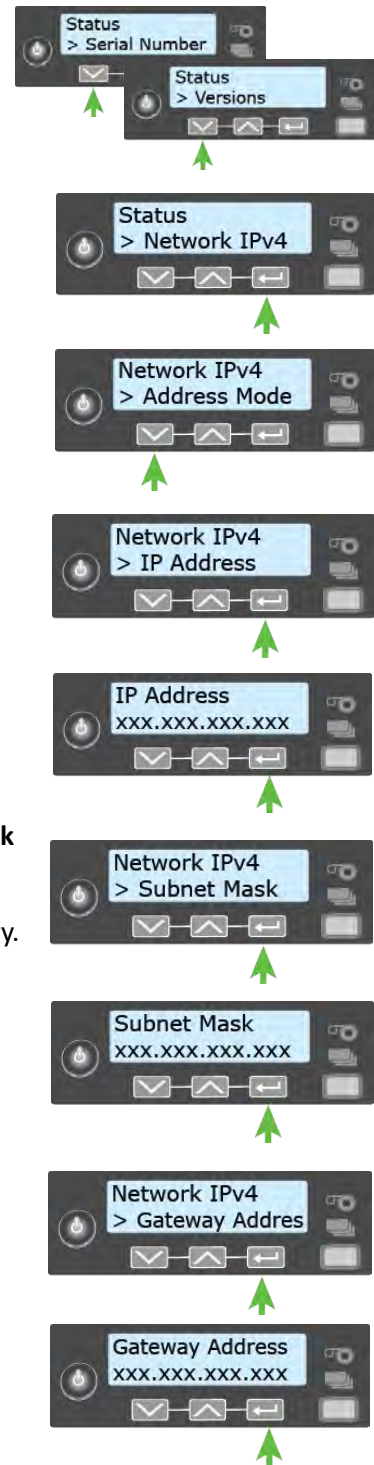 Status
> Serial Number
Status
> Versions
Status
> Network IPv4
Network IPv4
> Address Mode
Network IPv4
> IP Address
IP Address
xxx.xxx.xxx.xxx
k
Network IPv4
> Subnet Mask
y.
Subnet Mask
xxx.xxx.xxx.xxx
Network IPv4
> Gateway Addres
Gateway Address
xxx.xxx.xxx.xxx